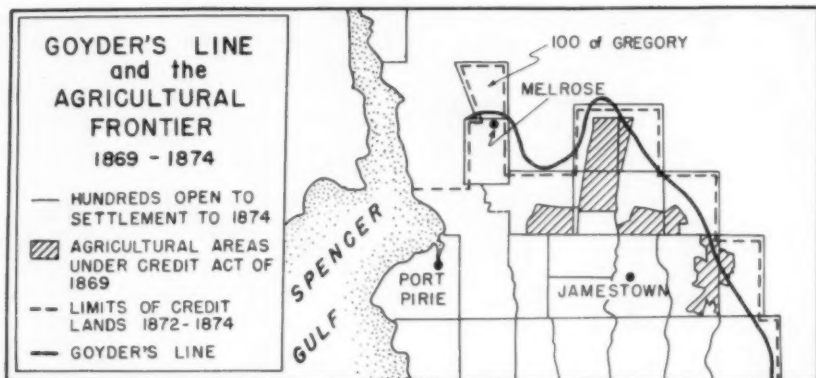 GOYDER'S LINE
and the
AGRICULTURAL
FRONTIER
1869 - 1874
HUNDREDS OPEN TO
SETTLEMENT TO 1874
AGRICULTURAL AREAS
UNDER CREDIT ACT OF
1869
LIMITS OF CREDIT
LANDS 1872-1874
GOYDER'S LINE
100 of GREGORY
MELROSE
SPENCER
GULF
PORT
PIRIE
JAMESTOWN